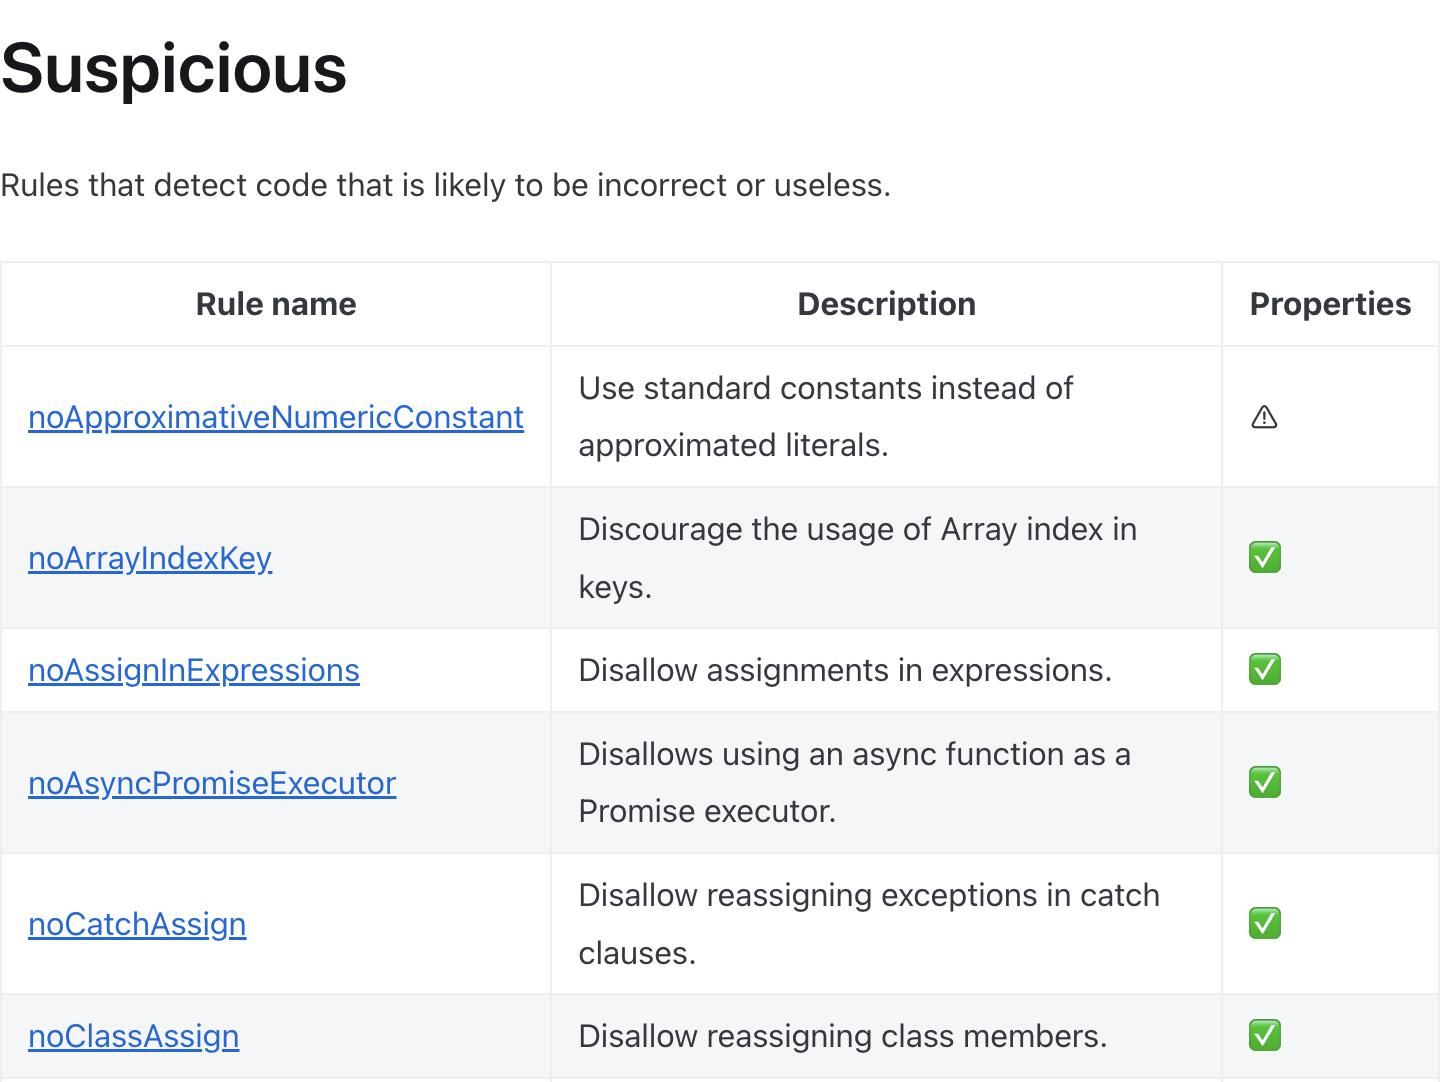 Suspicious
Rules that detect code that is likely to be incorrect or useless.
Rule name Description Properties
noApproximativeNumericConstant Use standard constants instead of
approximated literals. ⚠
noArrayIndexKey Discourage the usage of Array index in
keys. ✅
noAssignInExpressions Disallow assignments in expressions. ✅
noAsyncPromiseExecutor Disallows using an async function as a
Promise executor. ✅
noCatchAssign Disallow reassigning exceptions in catch
clauses. ✅
noClassAssign Disallow reassigning class members. ✅